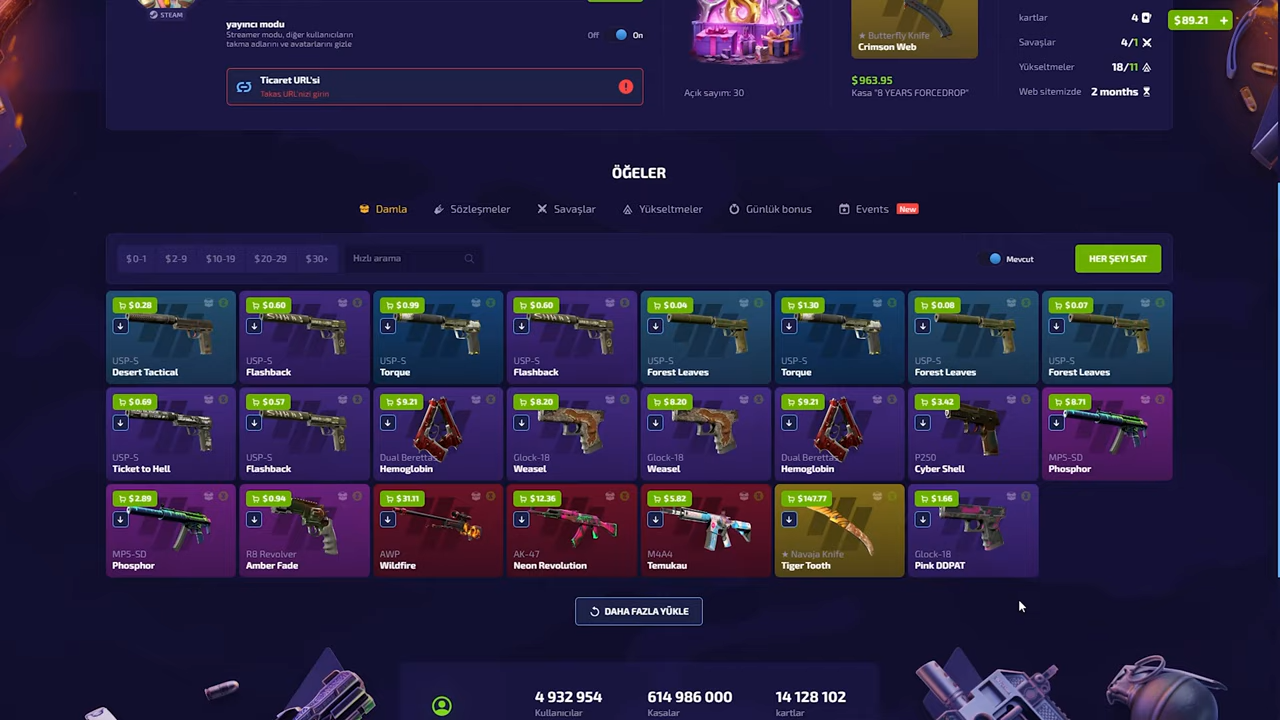 STEAM
yayıncı modu
Streamer modu, diğer kullanıcıların
takma adlarını ve avatarlarını gizle
Off On
Ticaret URL'si
Takas URL'nizi girin
Açık sayım: 30
★ Butterfly Knife
Crimson Web
$963.95
Kasa "8 YEARS FORCEDROP"
kartlar 4
Savaşlar 4/1
Yükseltmeler 18/11
Web sitemizde 2 months
$89.21 +
ÖĞELER
Damla Sözleşmeler Savaşlar Yükseltmeler Günlük bonus Events New
$0-1 $2-9 $10-19 $20-29 $30+ Hızlı arama Mevcut HER ŞEYİ SAT
$0.28 $0.60 $0.99 $0.60 $0.04 $1.30 $0.08 $0.07
USP-S USP-S USP-S USP-S USP-S USP-S USP-S USP-S
Desert Tactical Flashback Torque Flashback Forest Leaves Torque Forest Leaves Forest Leaves
$0.69 $0.57 $9.21 $8.20 $8.20 $9.21 $3.42 $8.71
USP-S USP-S Dual Berettas Glock-18 Glock-18 Dual Berettas P250 MP5-SD
Ticket to Hell Flashback Hemoglobin Weasel Weasel Hemoglobin Cyber Shell Phosphor
$2.89 $0.94 $31.11 $12.36 $5.82 $147.77 $1.66
MP5-SD R8 Revolver AWP AK-47 M4A4 ★ Navaja Knife Glock-18
Phosphor Amber Fade Wildfire Neon Revolution Temukau Tiger Tooth Pink DDPAT
DAHA FAZLA YÜKLE
4 932 954 614 986 000 14 128 102
Kullanıcılar Kasalar kartlar